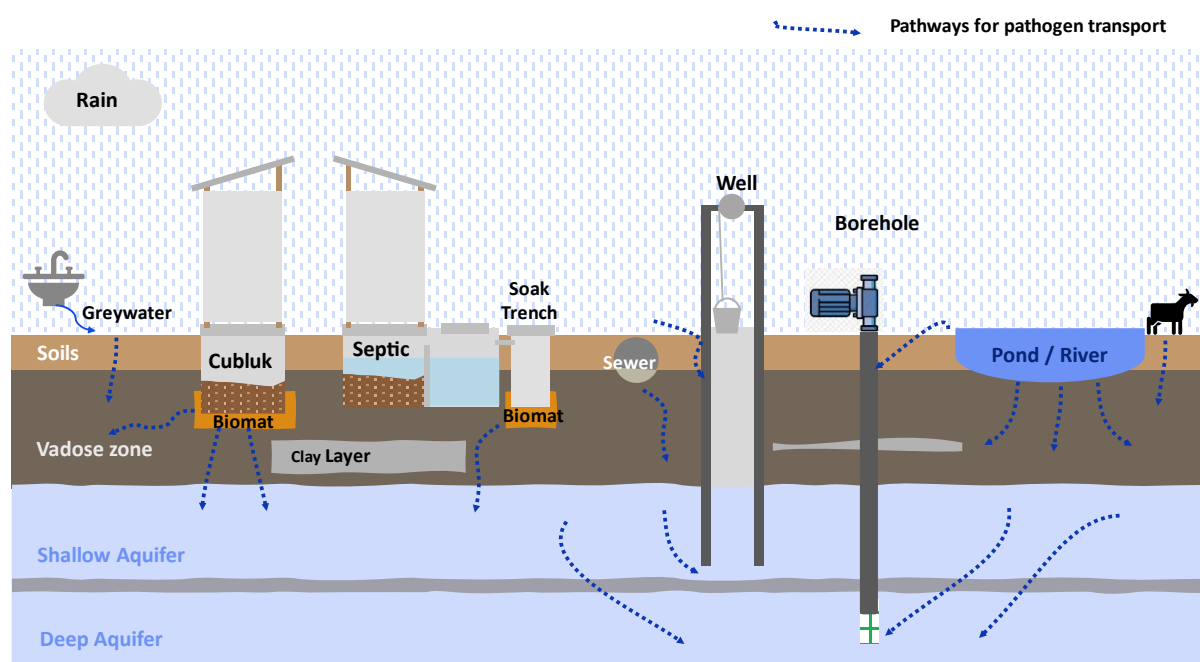 Pathways for pathogen transport
Rain
Well
Borehole
Soak
Trench
Greywater
Soils
Cubluk
Septic
Sewer
Pond / River
Biomat
Biomat
Vadose zone
Clay Layer
Shallow Aquifer
Deep Aquifer